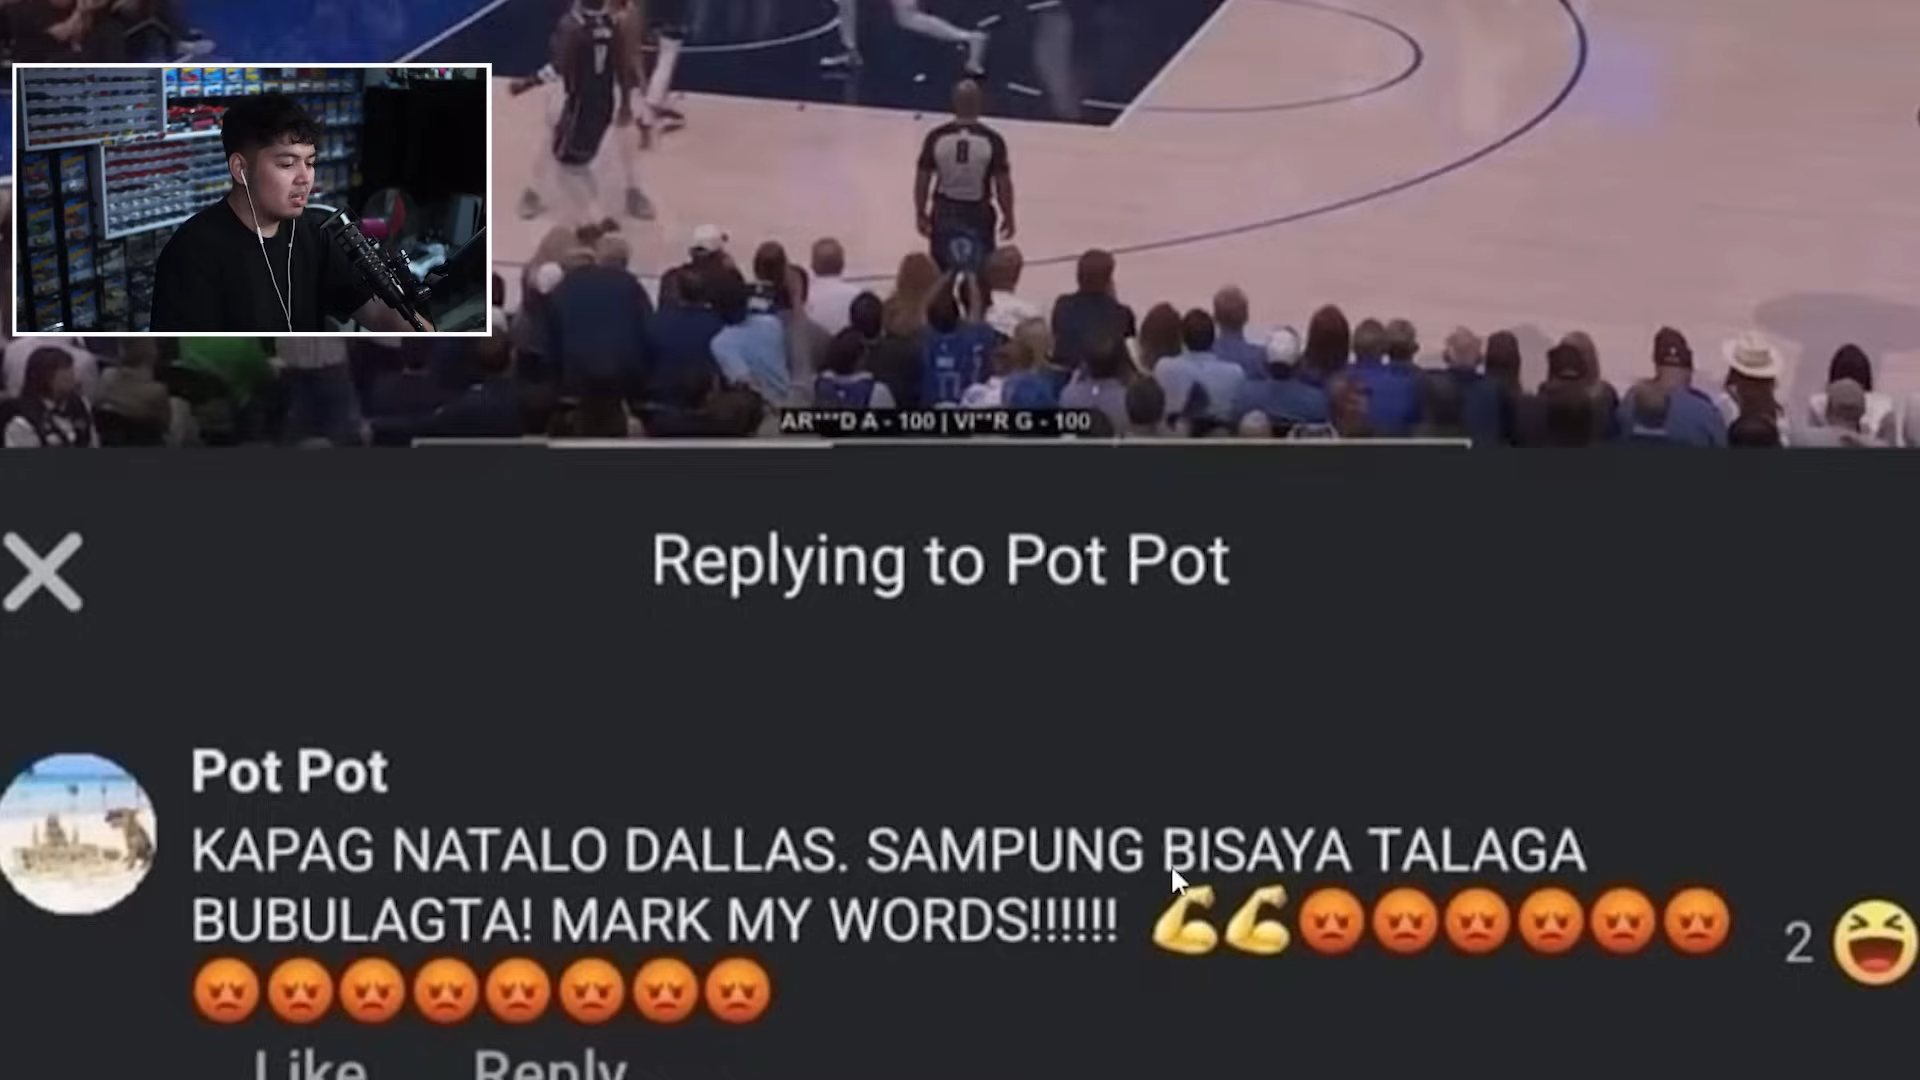 8
AR***D A - 100 | VI**R G - 100
Replying to Pot Pot
Pot Pot
KAPAG NATALO DALLAS. SAMPUNG BISAYA TALAGA
BUBULAGTA! MARK MY WORDS!!!!!! 💪💪😡😡😡😡😡😡
😡😡😡😡😡😡😡😡
2 😆
Like Reply